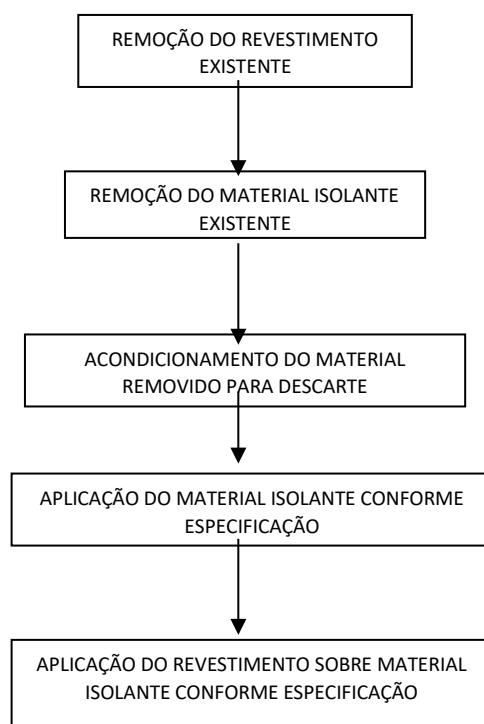 REMOÇÃO DO REVESTIMENTO
EXISTENTE
REMOÇÃO DO MATERIAL ISOLANTE
EXISTENTE
ACONDICIONAMENTO DO MATERIAL
REMOVIDO PARA DESCARTE
APLICAÇÃO DO MATERIAL ISOLANTE CONFORME
ESPECIFICAÇÃO
APLICAÇÃO DO REVESTIMENTO SOBRE MATERIAL
ISOLANTE CONFORME ESPECIFICAÇÃO